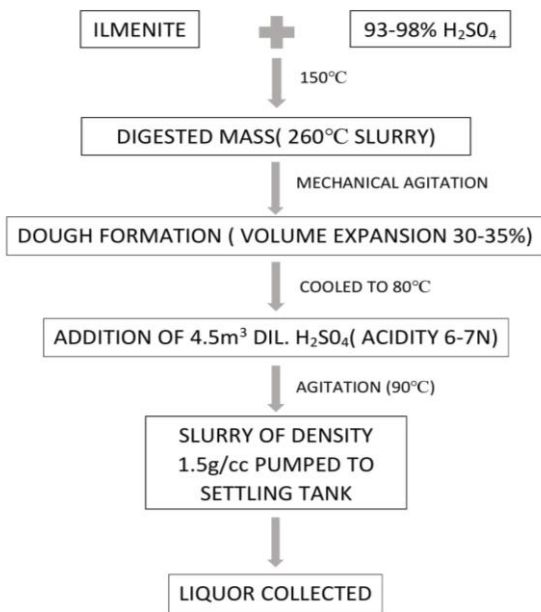 ILMENITE
93-98% H₂S0₄
150℃
DIGESTED MASS( 260℃ SLURRY)
MECHANICAL AGITATION
DOUGH FORMATION ( VOLUME EXPANSION 30-35%)
COOLED TO 80℃
ADDITION OF 4.5m³ DIL. H₂S0₄( ACIDITY 6-7N)
AGITATION (90℃)
SLURRY OF DENSITY
1.5g/cc PUMPED TO
SETTLING TANK
LIQUOR COLLECTED